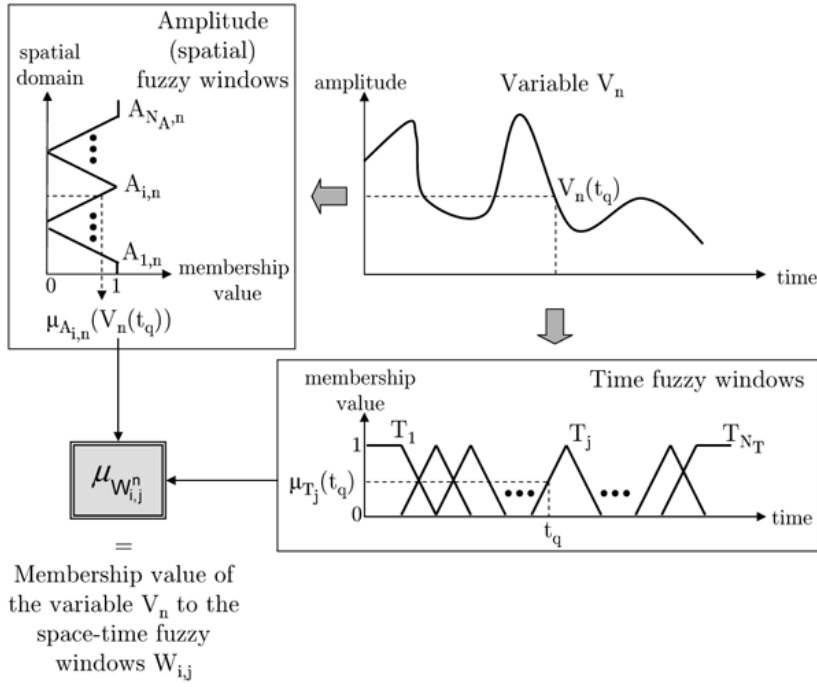 Amplitude
(spatial)
fuzzy windows
spatial
domain
A_{N_A,n}
A_{i,n}
A_{1,n}
0 1
membership
value
μ_{A_{i,n}}(V_n(t_q))
amplitude
Variable V_n
V_n(t_q)
time
Time fuzzy windows
membership
value
T_1
T_j
T_{N_T}
1
μ_{T_j}(t_q)
0
t_q
time
μ_{W^n_{i,j}}
=
Membership value of
the variable V_n to the
space-time fuzzy
windows W_{i,j}